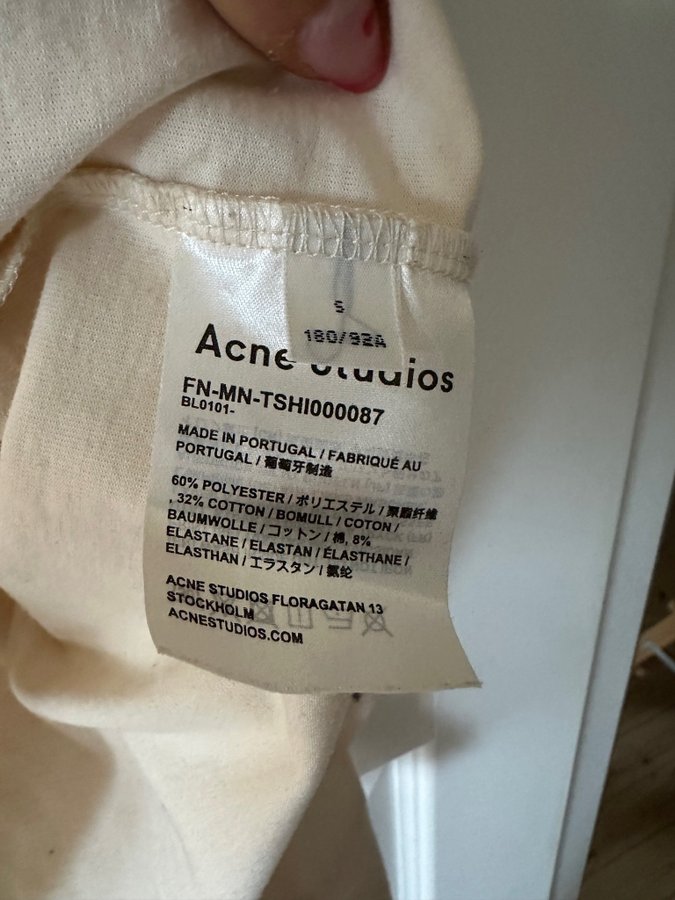 S
180/92A
Acne Studios
FN-MN-TSHI000087
BL0101-
MADE IN PORTUGAL / FABRIQUÉ AU
PORTUGAL / 葡萄牙制造
60% POLYESTER / ポリエステル / 聚酯纤维
, 32% COTTON / BOMULL / COTON /
BAUMWOLLE / コットン / 棉, 8%
ELASTANE / ELASTAN / ÉLASTHANE /
ELASTHAN / エラスタン / 氨纶
ACNE STUDIOS FLORAGATAN 13
STOCKHOLM
ACNESTUDIOS.COM